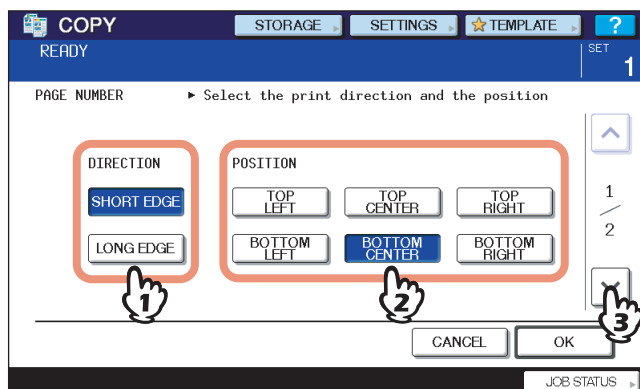 COPY STORAGE SETTINGS TEMPLATE ?
READY SET
1
PAGE NUMBER ► Select the print direction and the position
DIRECTION POSITION
SHORT EDGE TOP LEFT TOP CENTER TOP RIGHT
LONG EDGE BOTTOM LEFT BOTTOM CENTER BOTTOM RIGHT
1
2
1 2 3
CANCEL OK
JOB STATUS